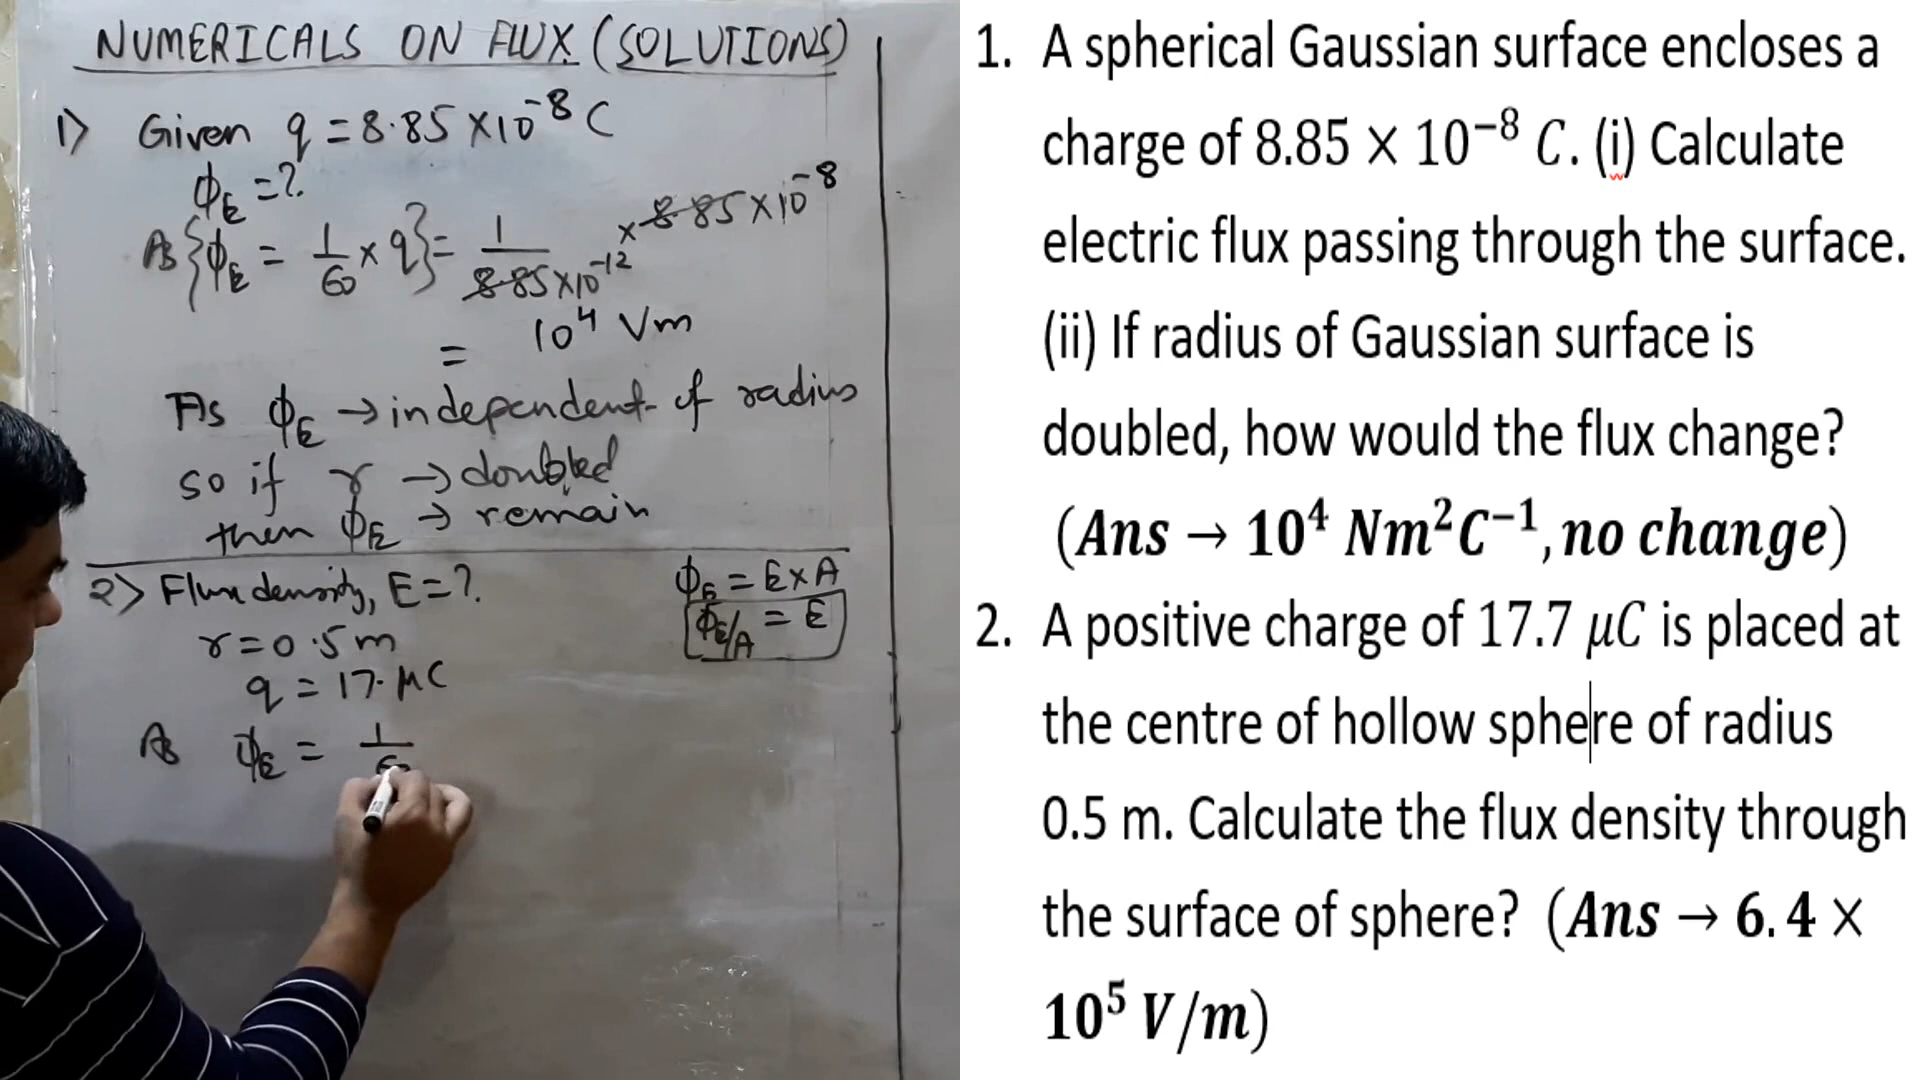 NUMERICALS ON FLUX (SOLUTIONS)
1) Given q = 8.85 × 10⁻⁸ C
ϕE = ?
As {ϕE = 1/ϵ₀ × q} = 1/8.85 × 10⁻¹² × 8.85 × 10⁻⁸
= 10⁴ Vm
As ϕE → independent of radius
so if r → doubled
then ϕE → remain
2) Flux density, E = ?
r = 0.5 m
q = 17. μC
As ϕE = 1/ϵ₀
ϕE = E × A
ϕE/A = E
1. A spherical Gaussian surface encloses a
charge of 8.85 × 10⁻⁸ C. (i) Calculate
electric flux passing through the surface.
(ii) If radius of Gaussian surface is
doubled, how would the flux change?
(Ans → 10⁴ Nm²C⁻¹, no change)
2. A positive charge of 17.7 μC is placed at
the centre of hollow sphere of radius
0.5 m. Calculate the flux density through
the surface of sphere? (Ans → 6.4 ×
10⁵ V/m)